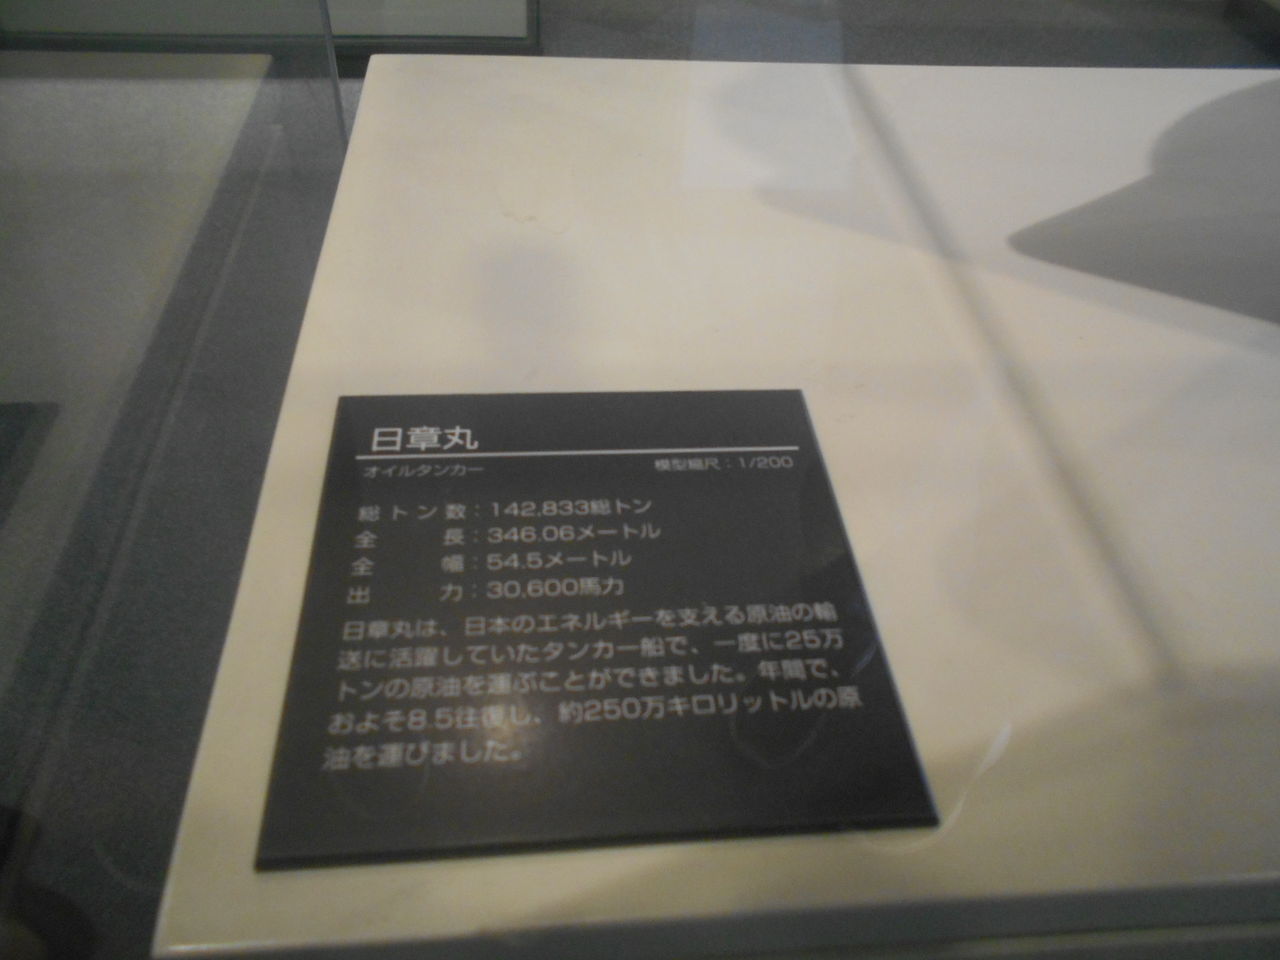 日章丸
オイルタンカー 模型縮尺：1/200
総トン数：142,833総トン
全長：346.06メートル
全幅：54.5メートル
出力：30,600馬力
日章丸は、日本のエネルギーを支える原油の輸
送に活躍していたタンカー船で、一度に25万
トンの原油を運ぶことができました。年間で、
およそ8.5往復し、約250万キロリットルの原
油を運びました。